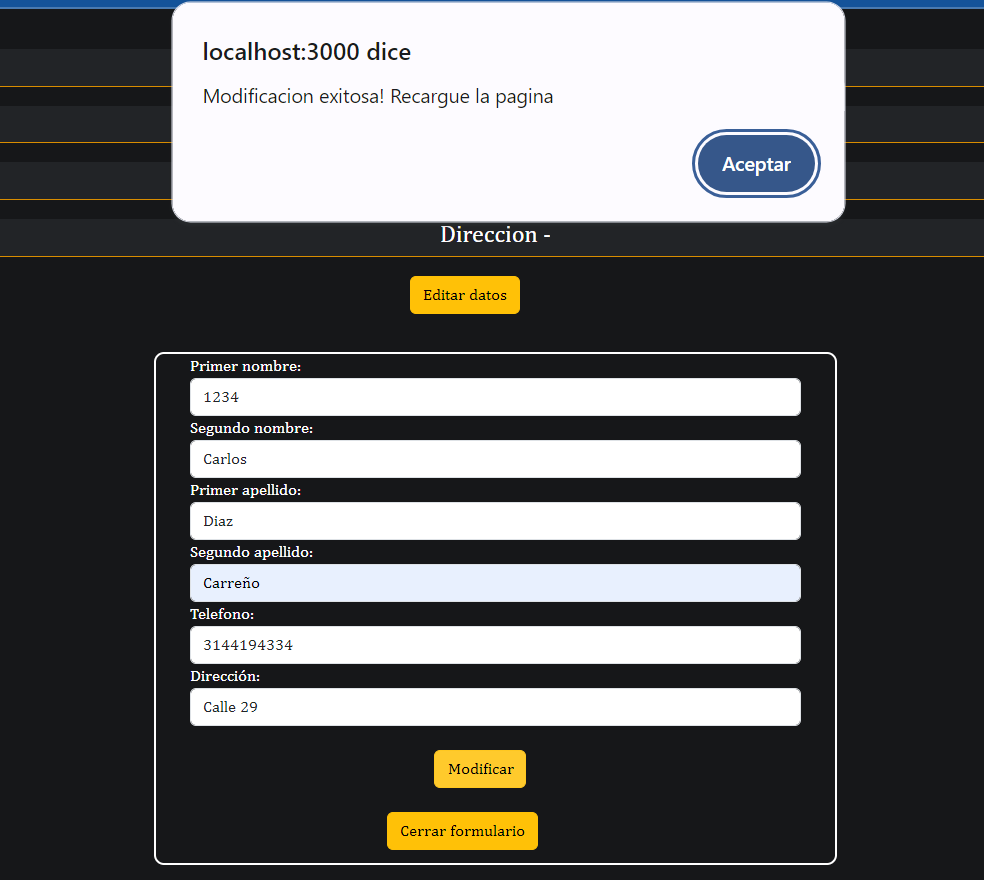 localhost:3000 dice
Modificacion exitosa! Recargue la pagina
Aceptar
Direccion -
Editar datos
Primer nombre:
1234
Segundo nombre:
Carlos
Primer apellido:
Diaz
Segundo apellido:
Carreño
Telefono:
3144194334
Dirección:
Calle 29
Modificar
Cerrar formulario